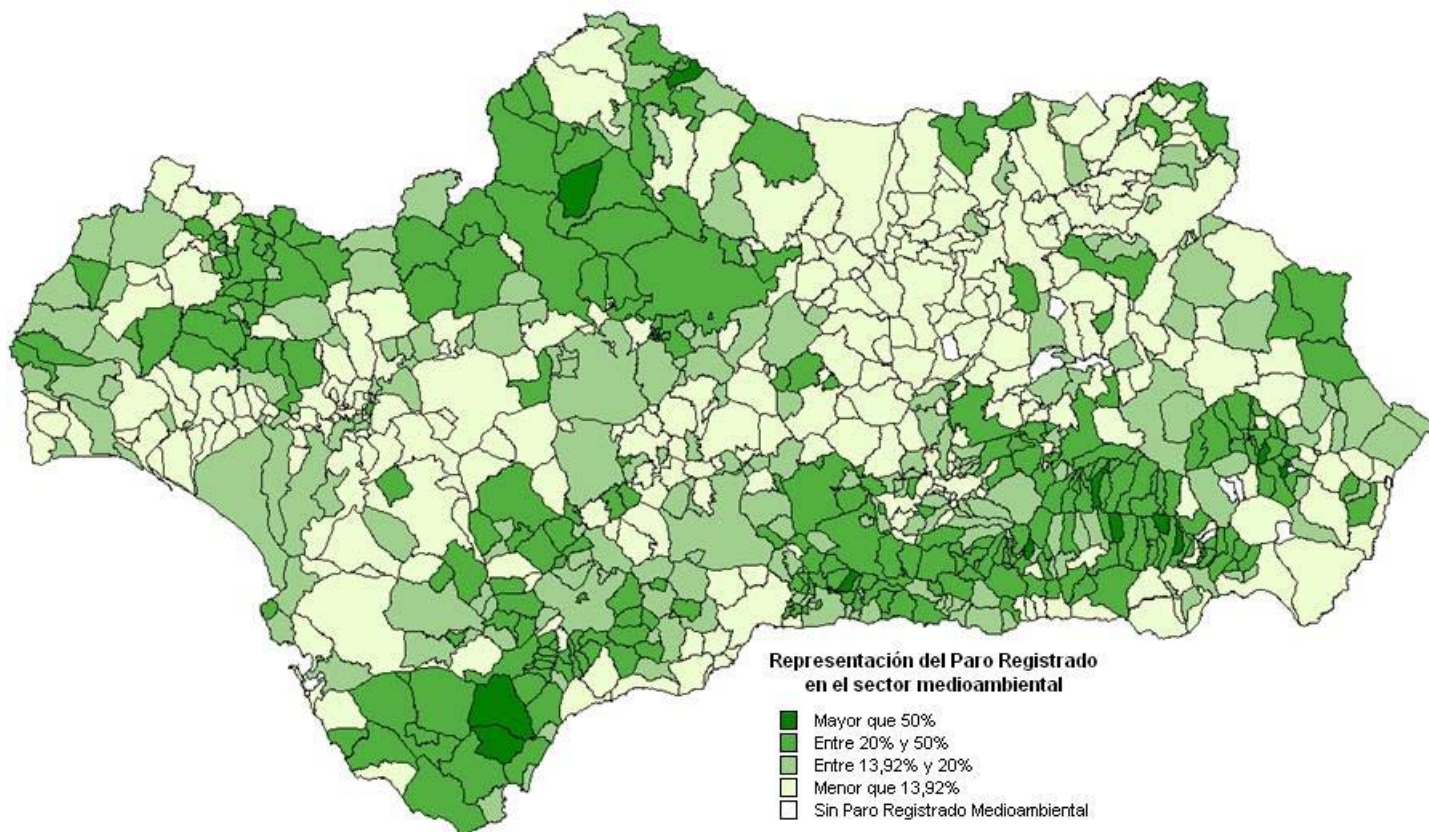 Representación del Paro Registrado
en el sector medioambiental
Mayor que 50%
Entre 20% y 50%
Entre 13,92% y 20%
Menor que 13,92%
Sin Paro Registrado Medioambiental